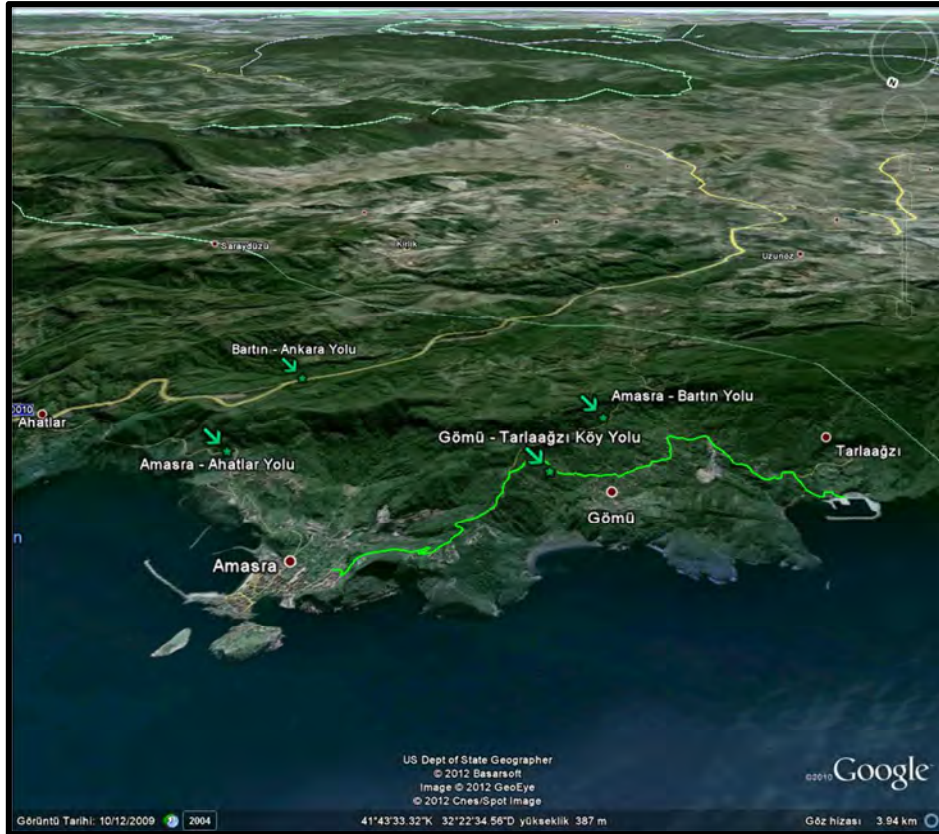 N
Saraydüzü
Kirlik
Uzunöz
Bartın - Ankara Yolu
2010
Ahatlar
Amasra - Bartın Yolu
Amasra - Ahatlar Yolu
Gömü - Tarlaağzı Köy Yolu
Tarlaağzı
Gömü
n
Amasra
US Dept of State Geographer
© 2012 Basarsoft
Image © 2012 GeoEye
© 2012 Cnes/Spot Image
©2010 Google
Görüntü Tarihi: 10/12/2009 2004 41°43'33.32"K 32°22'34.56"D yükseklik 387 m Göz hizası 3.94 km